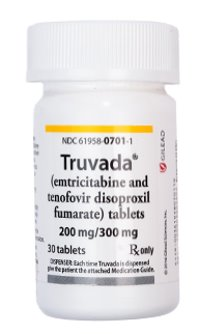 NDC 61958-0701-1
Truvada®
(emtricitabine and
tenofovir disoproxil
fumarate) tablets
200 mg/300 mg
30 tablets Rx only
DISPENSER: Each time Truvada is dispensed
give the patient the attached Medication Guide.
GILEAD